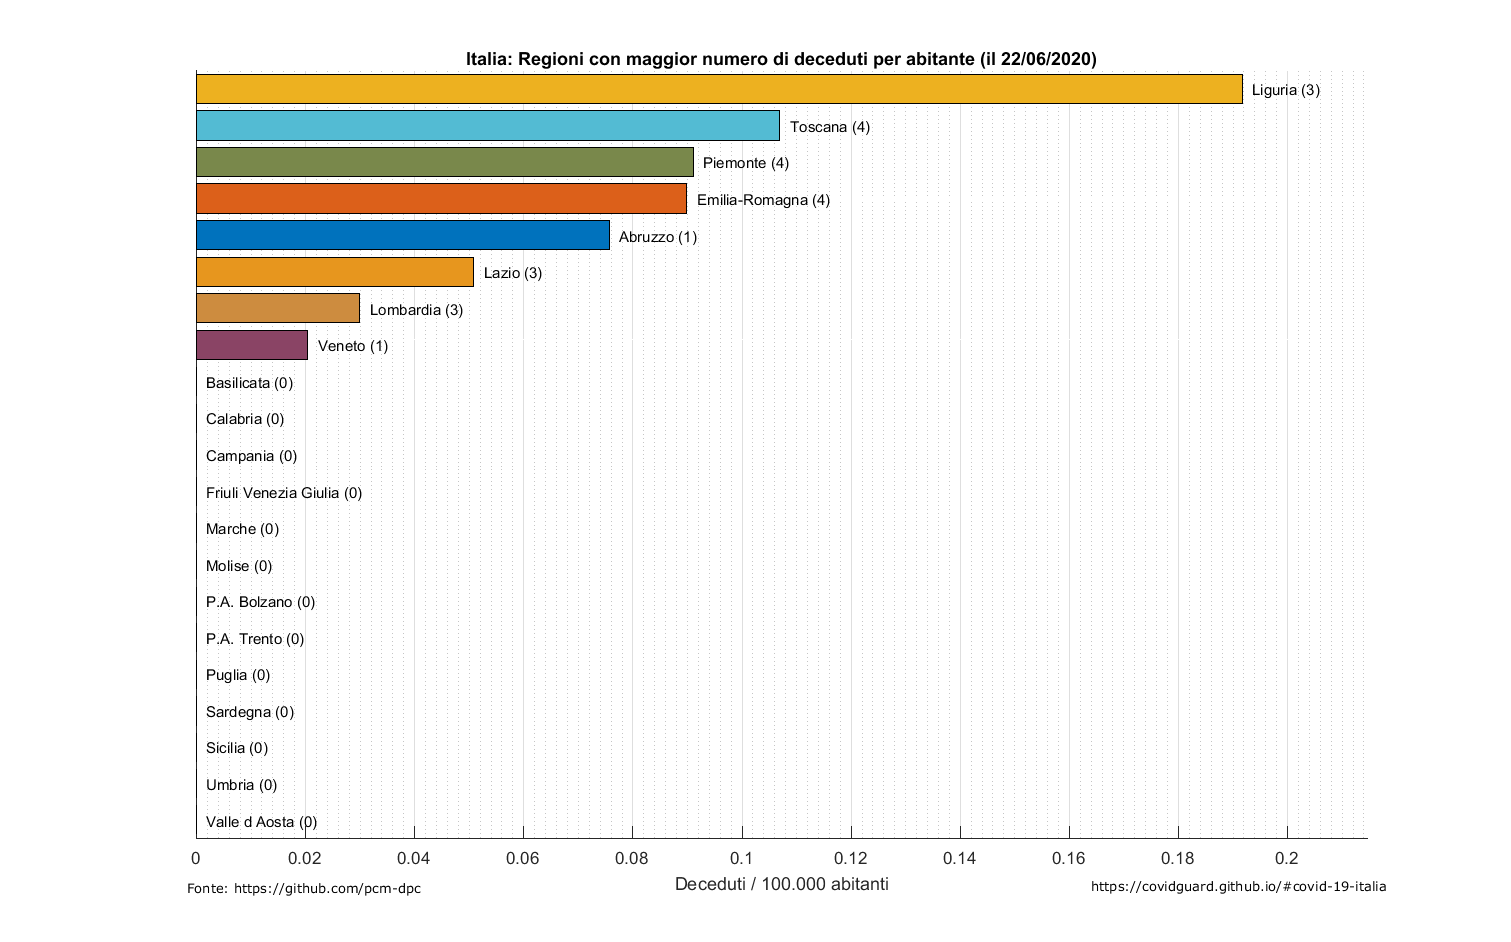 Italia: Regioni con maggior numero di deceduti per abitante (il 22/06/2020)
Liguria (3)
Toscana (4)
Piemonte (4)
Emilia-Romagna (4)
Abruzzo (1)
Lazio (3)
Lombardia (3)
Veneto (1)
Basilicata (0)
Calabria (0)
Campania (0)
Friuli Venezia Giulia (0)
Marche (0)
Molise (0)
P.A. Bolzano (0)
P.A. Trento (0)
Puglia (0)
Sardegna (0)
Sicilia (0)
Umbria (0)
Valle d Aosta (0)
0 0.02 0.04 0.06 0.08 0.1 0.12 0.14 0.16 0.18 0.2
Deceduti / 100.000 abitanti
Fonte: https://github.com/pcm-dpc
https://covidguard.github.io/#covid-19-italia